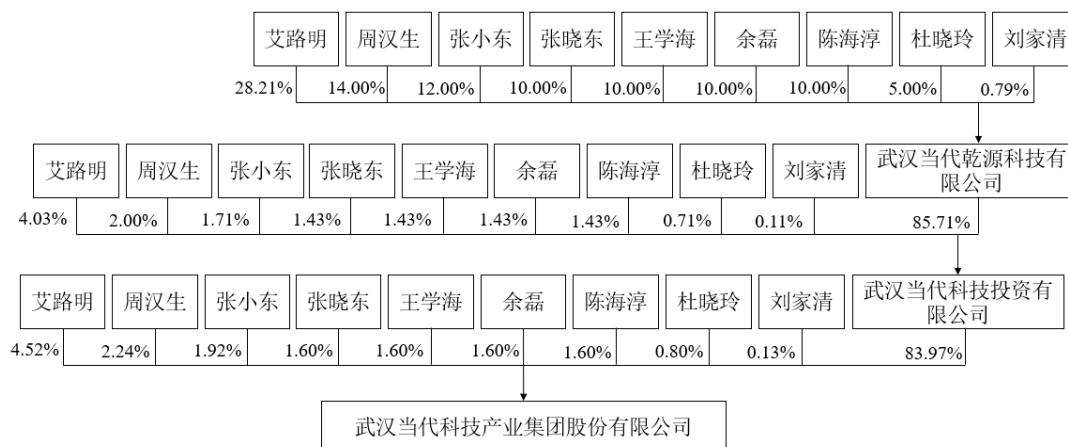 艾路明 周汉生 张小东 张晓东 王学海 余磊 陈海淳 杜晓玲 刘家清
28.21% 14.00% 12.00% 10.00% 10.00% 10.00% 10.00% 5.00% 0.79%
艾路明 周汉生 张小东 张晓东 王学海 余磊 陈海淳 杜晓玲 刘家清 武汉当代乾源科技有
限公司
4.03% 2.00% 1.71% 1.43% 1.43% 1.43% 1.43% 0.71% 0.11% 85.71%
艾路明 周汉生 张小东 张晓东 王学海 余磊 陈海淳 杜晓玲 刘家清 武汉当代科技投资有
限公司
4.52% 2.24% 1.92% 1.60% 1.60% 1.60% 1.60% 0.80% 0.13% 83.97%
武汉当代科技产业集团股份有限公司